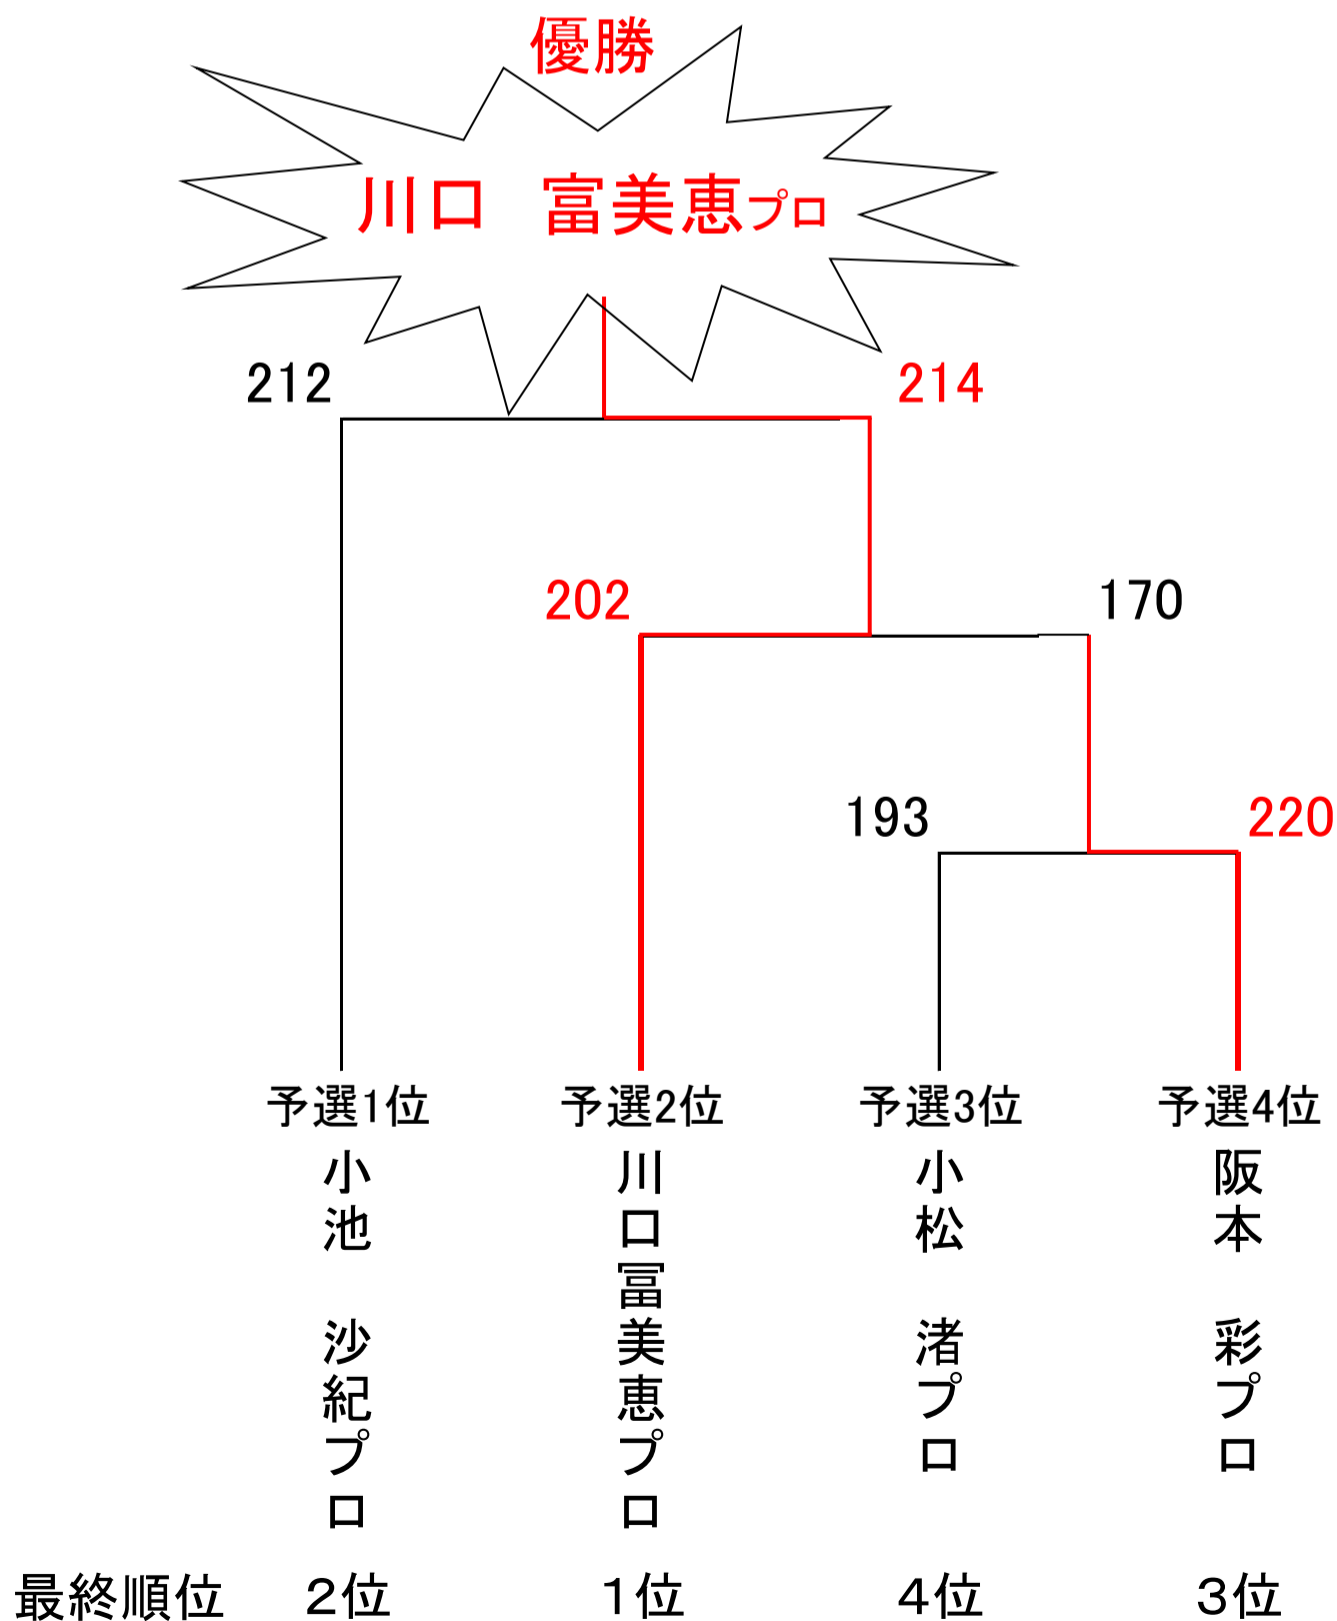 優勝
川口　富美恵プロ
212
214
202
170
193
220
予選1位
予選2位
予選3位
予選4位
小池　沙紀プロ
川口冨美恵プロ
小松　渚プロ
阪本　彩プロ
最終順位　２位　１位　４位　３位